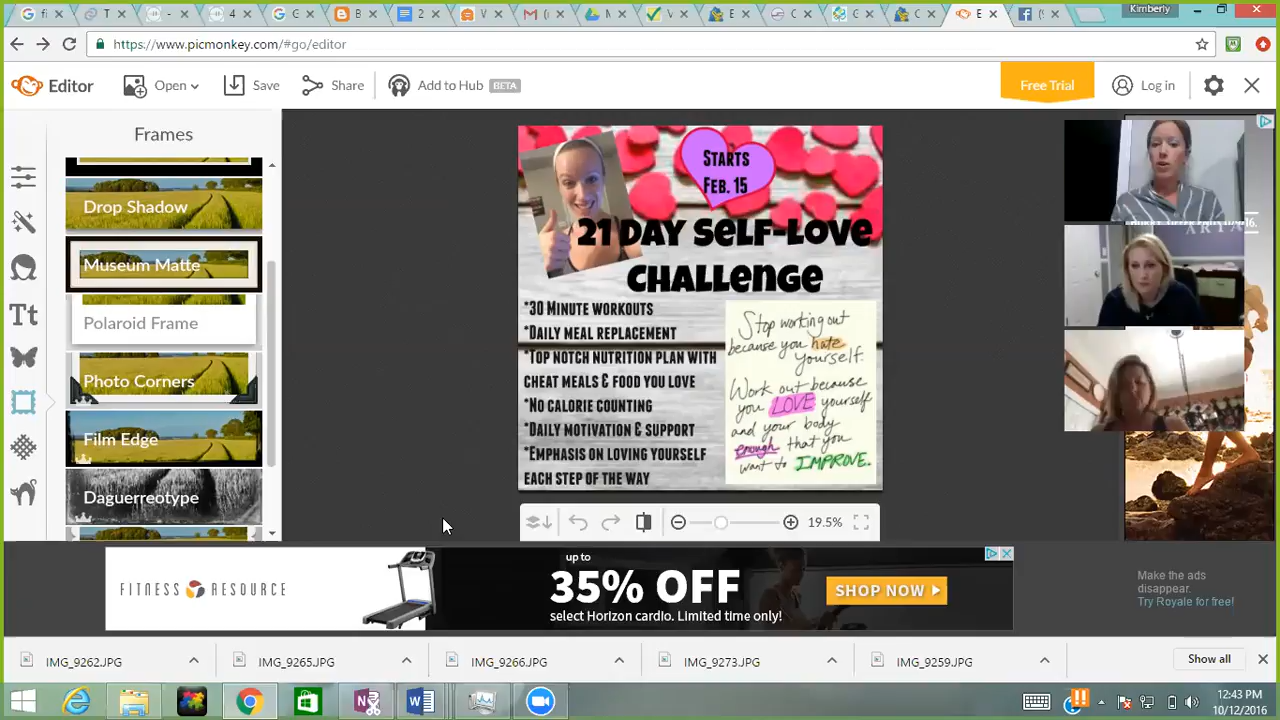 Kimberly
https://www.picmonkey.com/#go/editor
Editor
Open
Save
Share
Add to Hub BETA
Free Trial
Log in
Frames
Drop Shadow
Museum Matte
Polaroid Frame
Photo Corners
Film Edge
Daguerreotype
STARTS
FEB. 15
21 DAY SELF-LOVE
CHALLENGE
*30 MINUTE WORKOUTS
*DAILY MEAL REPLACEMENT
*TOP NOTCH NUTRITION PLAN WITH
CHEAT MEALS & FOOD YOU LOVE
*NO CALORIE COUNTING
*DAILY MOTIVATION & SUPPORT
*EMPHASIS ON LOVING YOURSELF
EACH STEP OF THE WAY
Stop working out
because you hate
yourself.
Work out because
you LOVE yourself
and your body
enough that you
want to IMPROVE.
19.5%
FITNESS RESOURCE
up to
35% OFF
select Horizon cardio. Limited time only!
SHOP NOW
Make the ads
disappear.
Try Royale for free!
IMG_9262.JPG
IMG_9265.JPG
IMG_9266.JPG
IMG_9273.JPG
IMG_9259.JPG
Show all
12:43 PM
10/12/2016